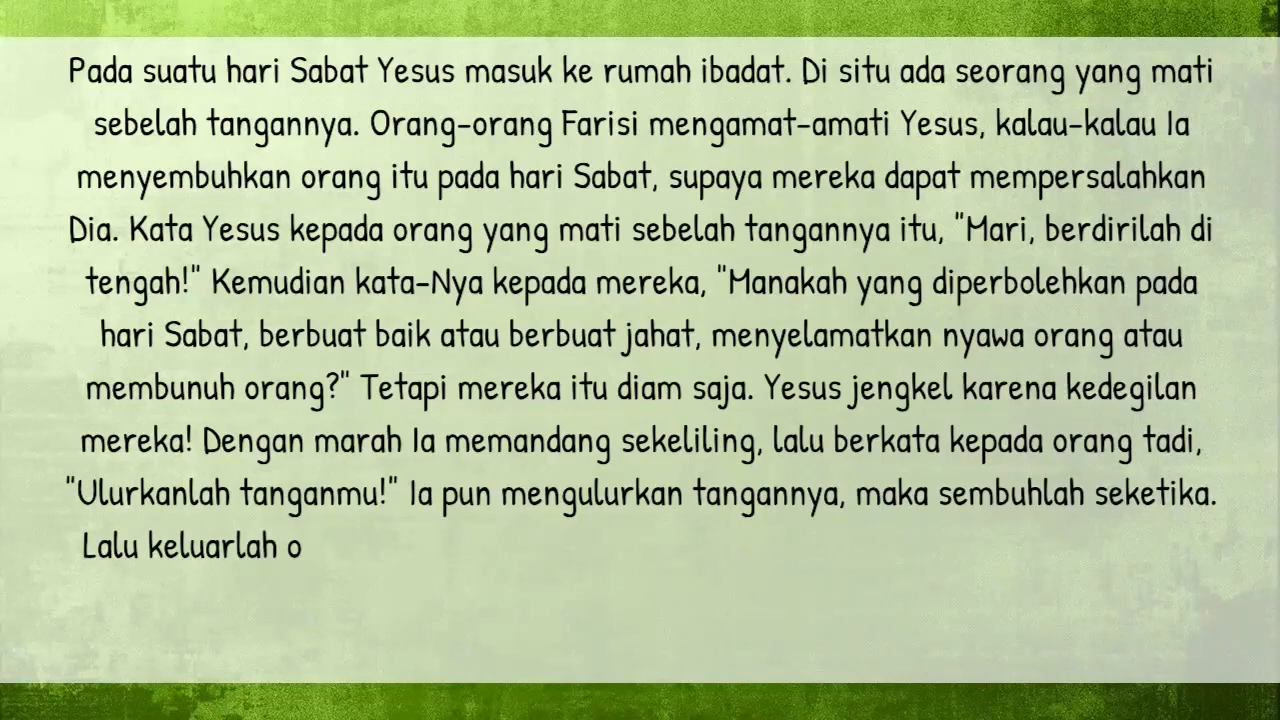 Pada suatu hari Sabat Yesus masuk ke rumah ibadat. Di situ ada seorang yang mati
sebelah tangannya. Orang-orang Farisi mengamat-amati Yesus, kalau-kalau Ia
menyembuhkan orang itu pada hari Sabat, supaya mereka dapat mempersalahkan
Dia. Kata Yesus kepada orang yang mati sebelah tangannya itu, "Mari, berdirilah di
tengah!" Kemudian kata-Nya kepada mereka, "Manakah yang diperbolehkan pada
hari Sabat, berbuat baik atau berbuat jahat, menyelamatkan nyawa orang atau
membunuh orang?" Tetapi mereka itu diam saja. Yesus jengkel karena kedegilan
mereka! Dengan marah Ia memandang sekeliling, lalu berkata kepada orang tadi,
"Ulurkanlah tanganmu!" Ia pun mengulurkan tangannya, maka sembuhlah seketika.
Lalu keluarlah o